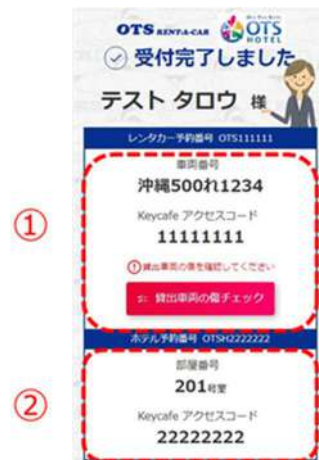 OTS RENT-A-CAR
OTS
HOTEL
受付完了しました
テスト タロウ 様
レンタカー予約番号 OTS111111
①
車両番号
沖縄500れ1234
Keycafe アクセスコード
11111111
貸出車両の傷を確認してください
貸出車両の傷チェック
ホテル予約番号 OTSH2222222
②
部屋番号
201号室
Keycafe アクセスコード
22222222